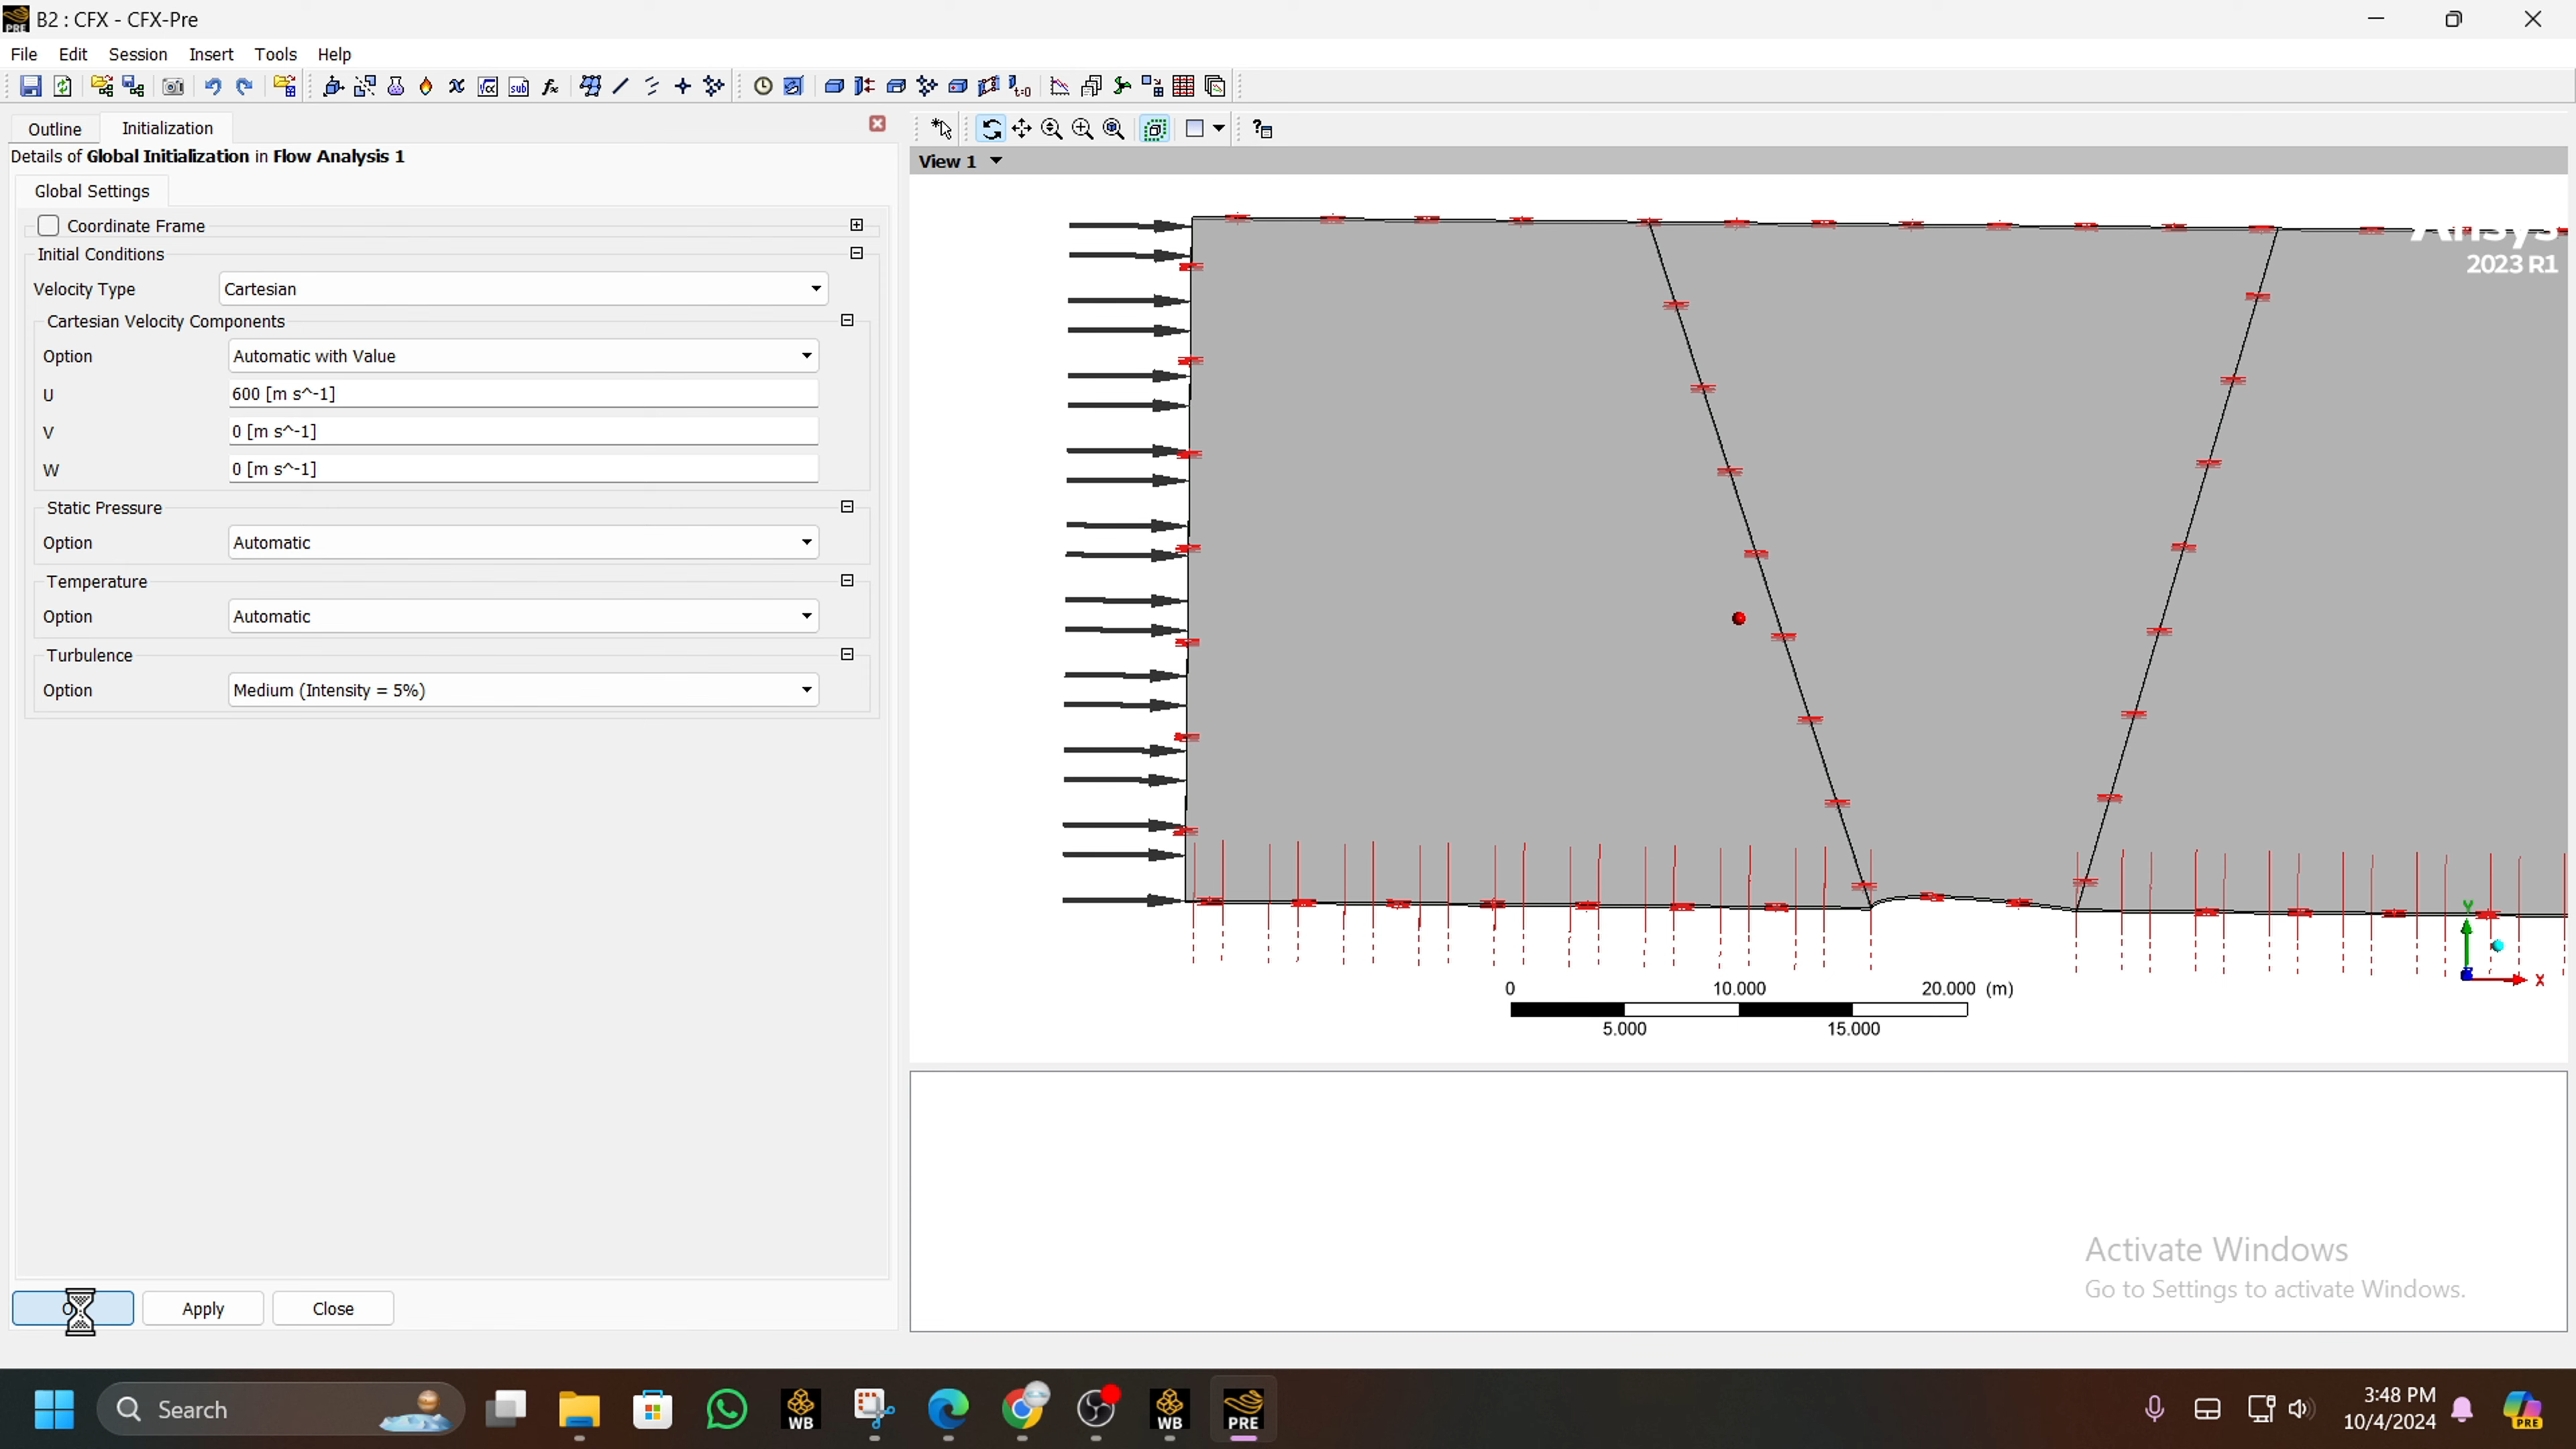 B2 : CFX - CFX-Pre
File Edit Session Insert Tools Help
Outline Initialization
Details of Global Initialization in Flow Analysis 1
Global Settings
Coordinate Frame
Initial Conditions
Velocity Type Cartesian
Cartesian Velocity Components
Option Automatic with Value
U 600 [m s^-1]
V 0 [m s^-1]
W 0 [m s^-1]
Static Pressure
Option Automatic
Temperature
Option Automatic
Turbulence
Option Medium (Intensity = 5%)
Apply Close
View 1
Ansys
2023 R1
Y
X
0 10.000 20.000 (m)
5.000 15.000
Activate Windows
Go to Settings to activate Windows.
Search
WB
WB
PRE
3:48 PM
10/4/2024
PRE